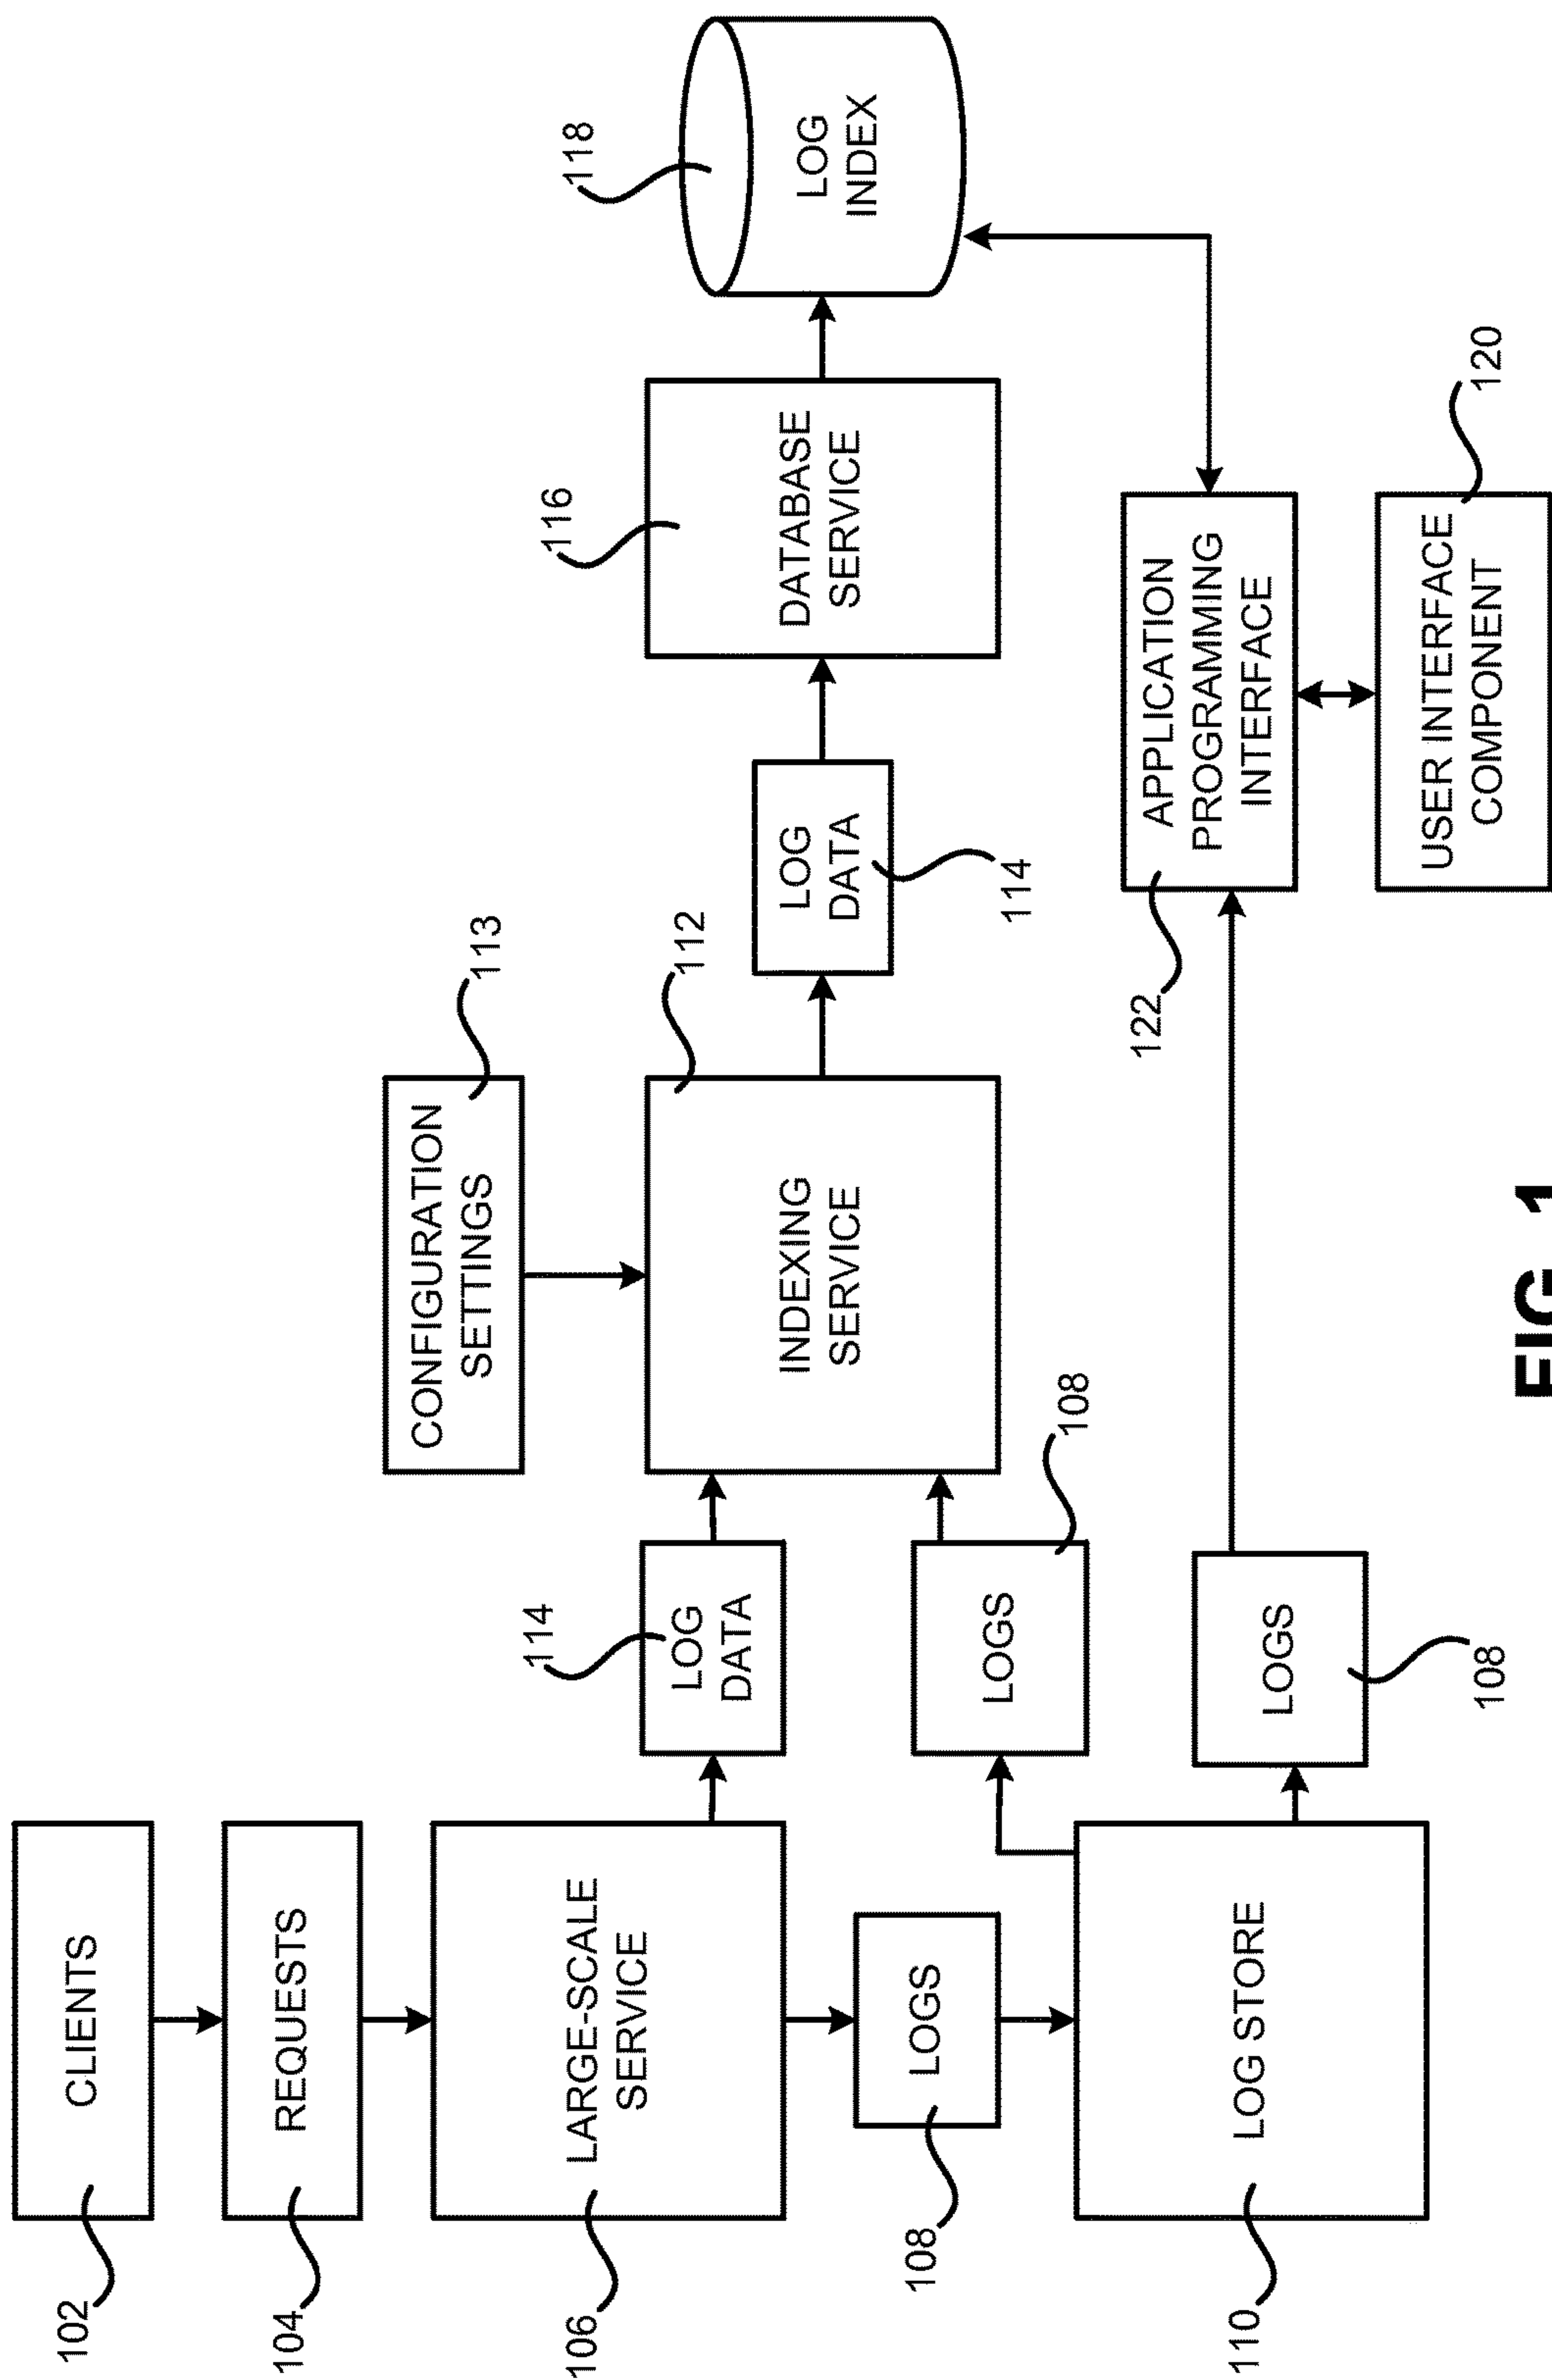 102
CLIENTS
104
REQUESTS
106
LARGE-SCALE
SERVICE
108
LOGS
110
LOG STORE
114
LOG
DATA
LOGS
108
LOGS
108
CONFIGURATION
SETTINGS
113
INDEXING
SERVICE
112
LOG
DATA
114
116
DATABASE
SERVICE
118
LOG
INDEX
122
APPLICATION
PROGRAMMING
INTERFACE
USER INTERFACE
COMPONENT
120
FIG. 1